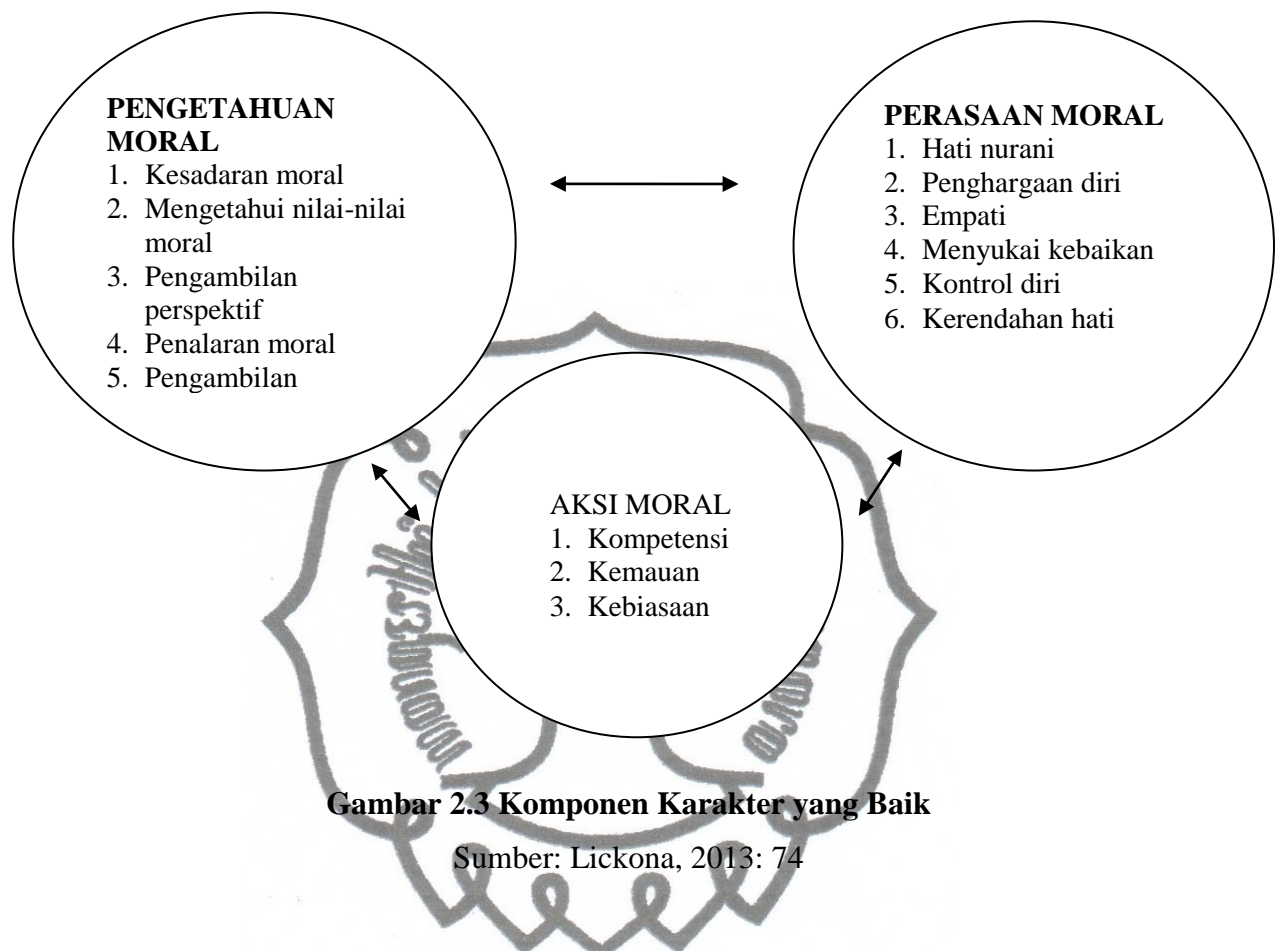 PENGETAHUAN
MORAL
1. Kesadaran moral
2. Mengetahui nilai-nilai
moral
3. Pengambilan
perspektif
4. Penalaran moral
5. Pengambilan
PERASAAN MORAL
1. Hati nurani
2. Penghargaan diri
3. Empati
4. Menyukai kebaikan
5. Kontrol diri
6. Kerendahan hati
AKSI MORAL
1. Kompetensi
2. Kemauan
3. Kebiasaan
Gambar 2.3 Komponen Karakter yang Baik
Sumber: Lickona, 2013: 74